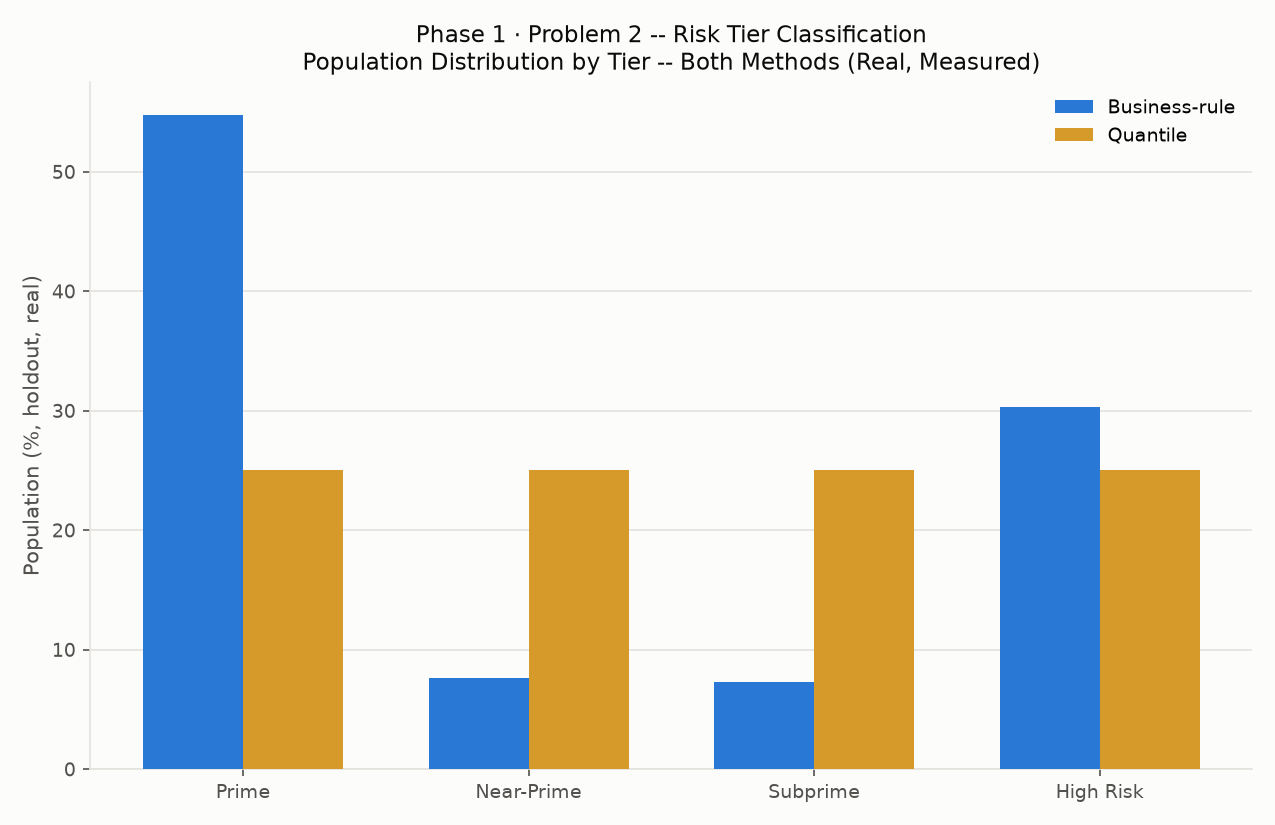 Phase 1 · Problem 2 -- Risk Tier Classification
Population Distribution by Tier -- Both Methods (Real, Measured)
Business-rule
Quantile
Population (%, holdout, real)
50
40
30
20
10
0
Prime
Near-Prime
Subprime
High Risk